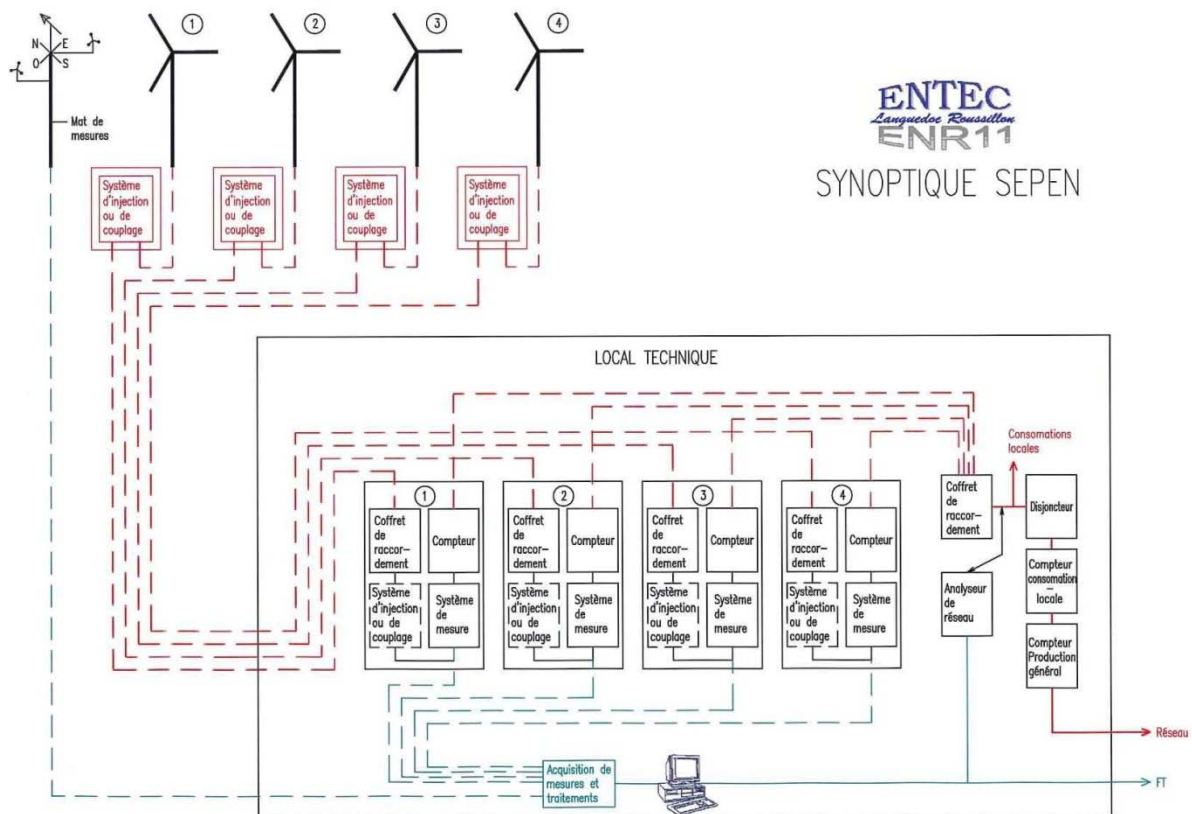 1
2
3
4
N
E
O
S
Mat de
mesures
ENTEC
Languedoc Roussillon
ENR11
SYNOPTIQUE SEPEN
Système
d'injection
ou de
couplage
Système
d'injection
ou de
couplage
Système
d'injection
ou de
couplage
Système
d'injection
ou de
couplage
LOCAL TECHNIQUE
1
Coffret
de
raccor-
dement
Compteur
Système
d'injection
ou de
couplage
Système
de
mesure
2
Coffret
de
raccor-
dement
Compteur
Système
d'injection
ou de
couplage
Système
de
mesure
3
Coffret
de
raccor-
dement
Compteur
Système
d'injection
ou de
couplage
Système
de
mesure
4
Coffret
de
raccor-
dement
Compteur
Système
d'injection
ou de
couplage
Système
de
mesure
Consomations
locales
Coffret
de
raccor-
dement
Disjoncteur
Analyseur
de
réseau
Compteur
consomation
locale
Compteur
Production
général
Réseau
Acquisition de
mesures et
traitements
FT